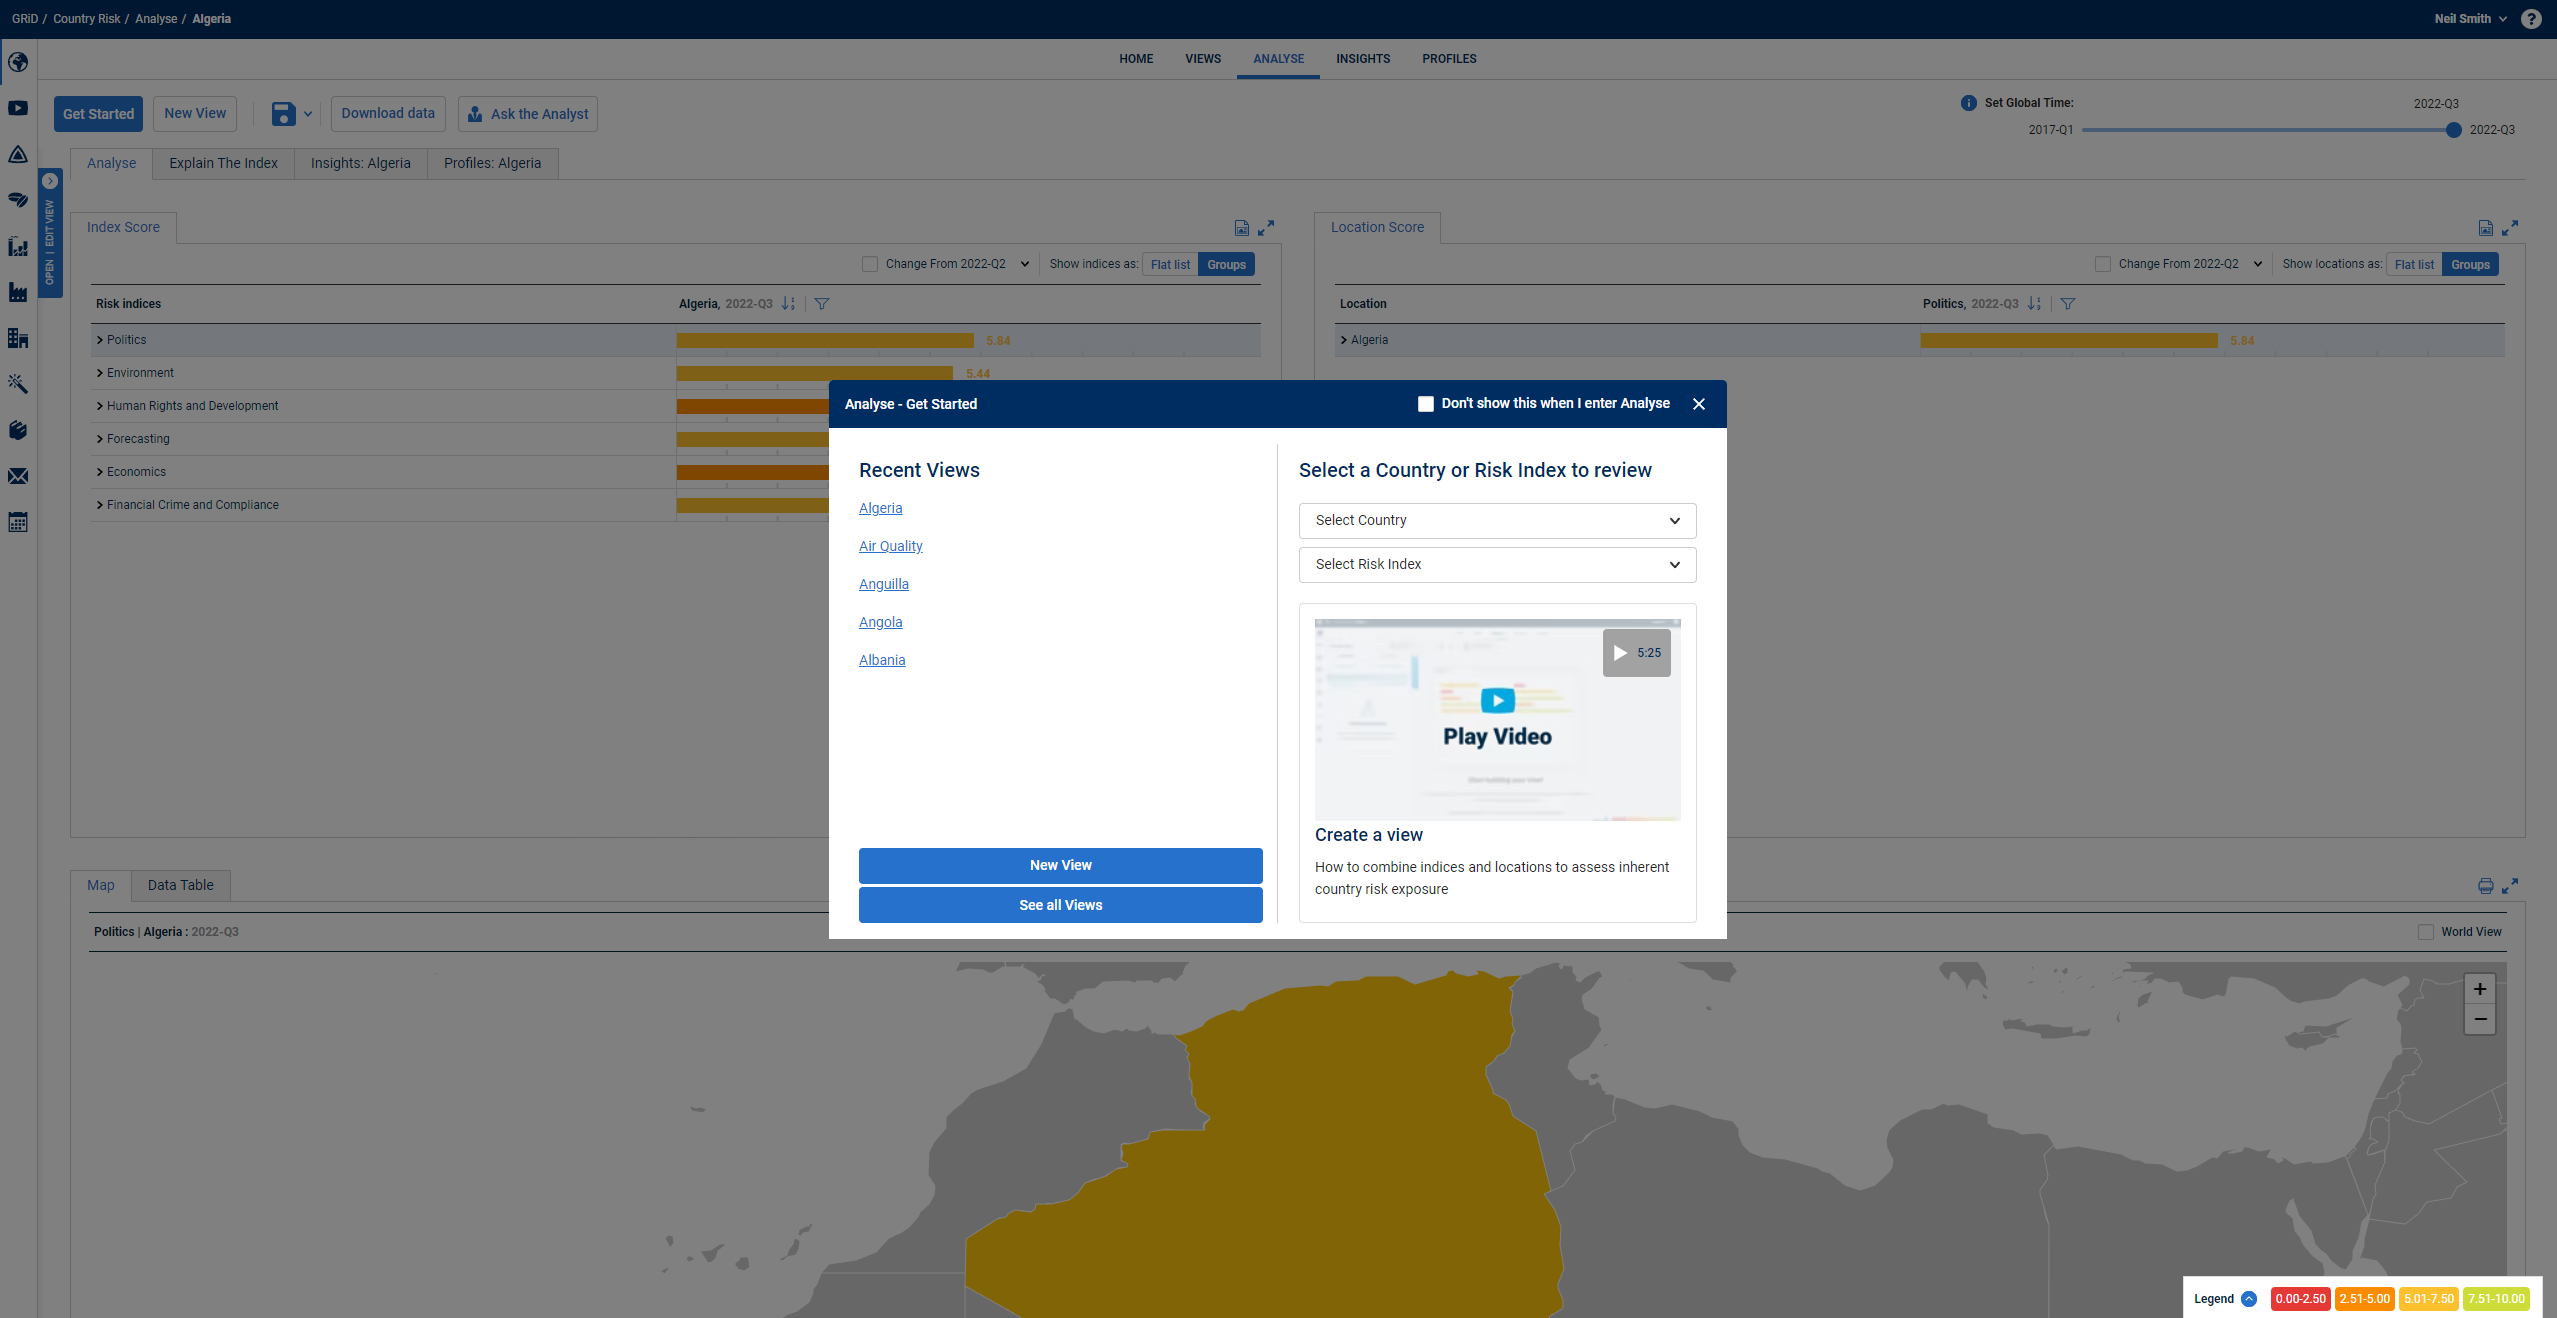 GRiD / Country Risk / Analyse / Algeria
Neil Smith
?
HOME VIEWS ANALYSE INSIGHTS PROFILES
Get Started New View Download data Ask the Analyst
Set Global Time: 2022-Q3
2017-Q1 2022-Q3
Analyse Explain The Index Insights: Algeria Profiles: Algeria
OPEN | EDIT VIEW
Index Score
Change From 2022-Q2 Show indices as: Flat list Groups
Risk indices Algeria, 2022-Q3
Politics 5.84
Environment 5.44
Human Rights and Development
Forecasting
Economics
Financial Crime and Compliance
Location Score
Change From 2022-Q2 Show locations as: Flat list Groups
Location Politics, 2022-Q3
Algeria 5.84
Analyse - Get Started Don't show this when I enter Analyse
Recent Views
Algeria
Air Quality
Anguilla
Angola
Albania
New View
See all Views
Select a Country or Risk Index to review
Select Country
Select Risk Index
5:25
Play Video
Create a view
How to combine indices and locations to assess inherent
country risk exposure
Map Data Table
Politics | Algeria : 2022-Q3
World View
+
−
Legend 0.00-2.50 2.51-5.00 5.01-7.50 7.51-10.00